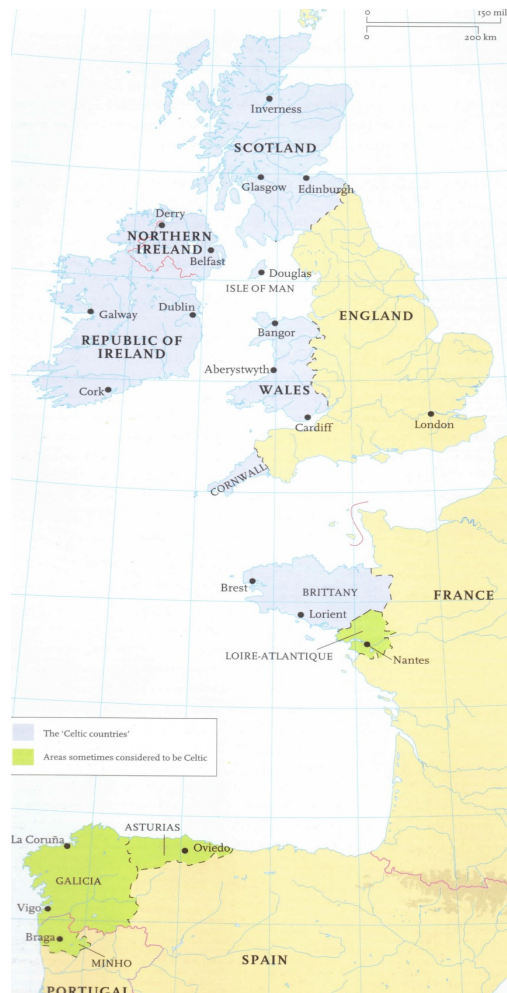 0 150 mil
0 200 km
Inverness
SCOTLAND
Glasgow
Edinburgh
Derry
NORTHERN
IRELAND
Belfast
Douglas
ISLE OF MAN
Galway
Dublin
Bangor
ENGLAND
REPUBLIC OF
IRELAND
Aberystwyth
WALES
Cork
Cardiff
London
CORNWALL
Brest
BRITTANY
FRANCE
Lorient
LOIRE-ATLANTIQUE
Nantes
The 'Celtic countries'
Areas sometimes considered to be Celtic
ASTURIAS
La Coruña
Oviedo
GALICIA
Vigo
Braga
MINHO
SPAIN
PORTUGAL